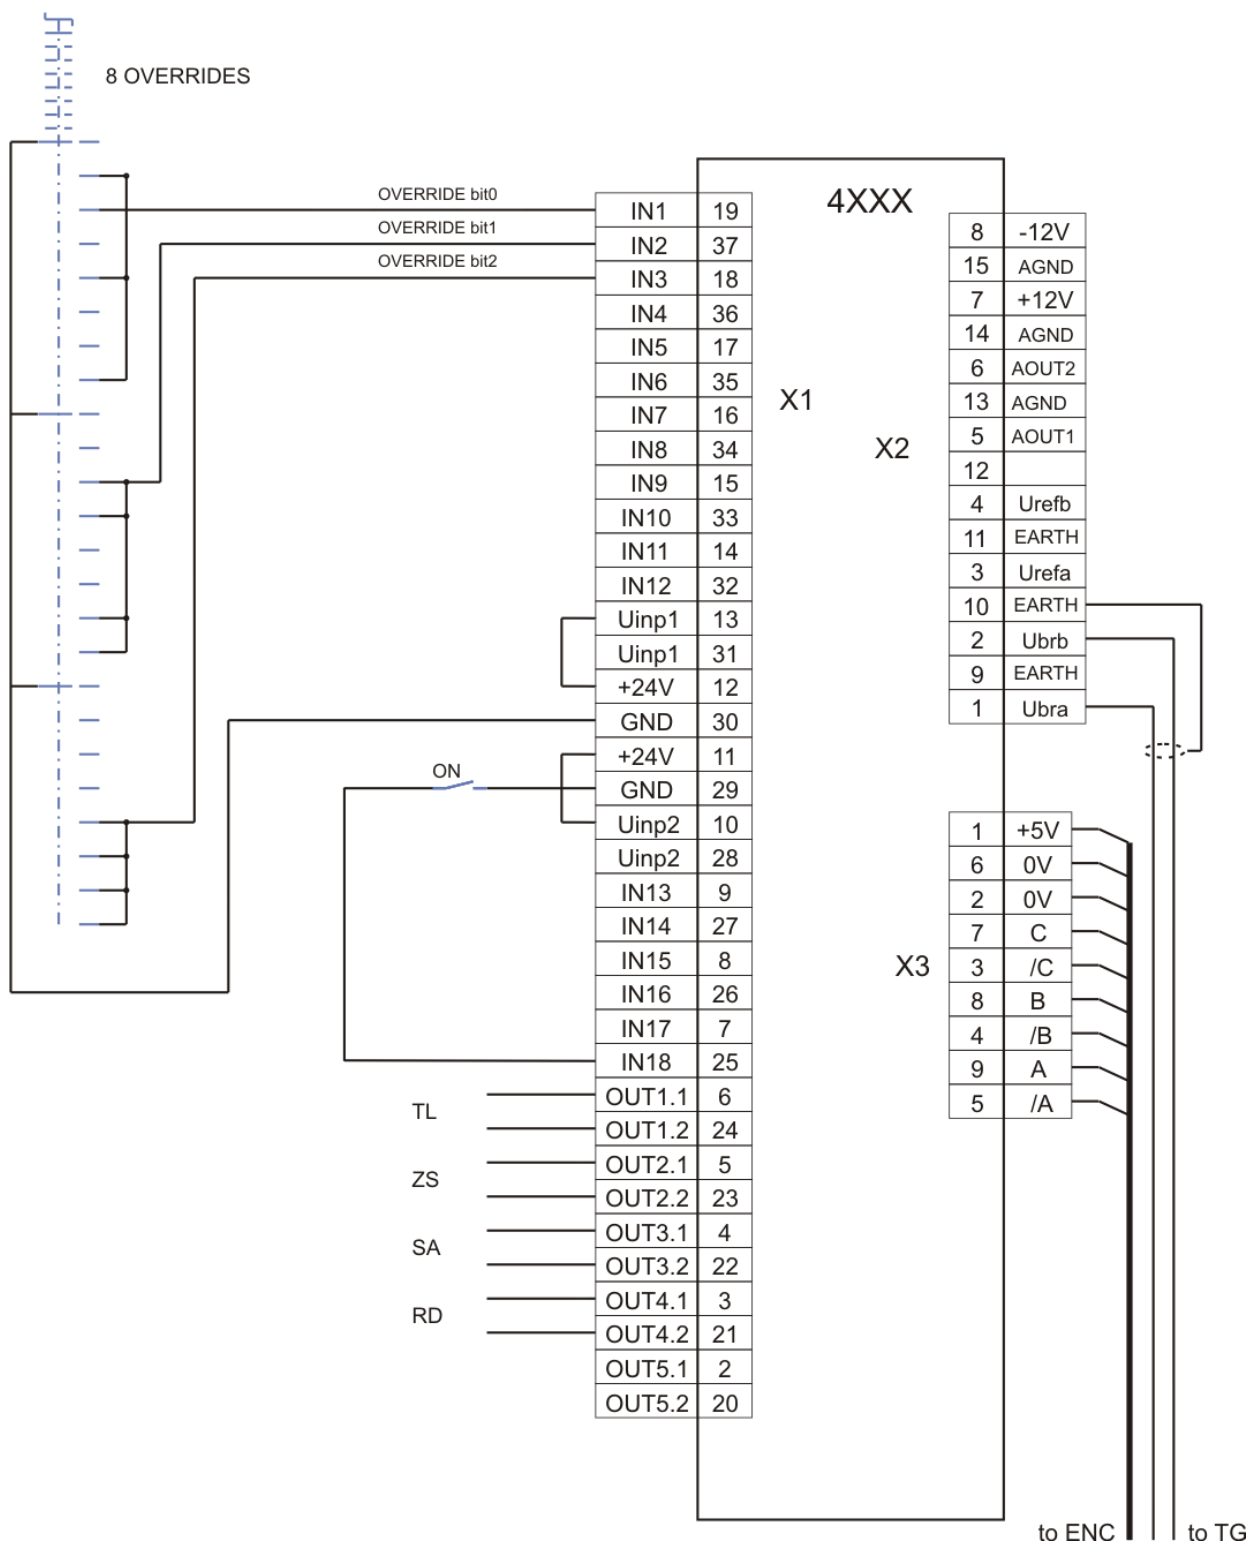 8 OVERRIDES
OVERRIDE bit0
OVERRIDE bit1
OVERRIDE bit2
4XXX
X1
IN1 19
IN2 37
IN3 18
IN4 36
IN5 17
IN6 35
IN7 16
IN8 34
IN9 15
IN10 33
IN11 14
IN12 32
Uinp1 13
Uinp1 31
+24V 12
GND 30
+24V 11
GND 29
Uinp2 10
Uinp2 28
IN13 9
IN14 27
IN15 8
IN16 26
IN17 7
IN18 25
OUT1.1 6
OUT1.2 24
OUT2.1 5
OUT2.2 23
OUT3.1 4
OUT3.2 22
OUT4.1 3
OUT4.2 21
OUT5.1 2
OUT5.2 20
ON
TL
ZS
SA
RD
X2
8 -12V
15 AGND
7 +12V
14 AGND
6 AOUT2
13 AGND
5 AOUT1
12
4 Urefb
11 EARTH
3 Urefa
10 EARTH
2 Ubrb
9 EARTH
1 Ubra
X3
1 +5V
6 0V
2 0V
7 C
3 /C
8 B
4 /B
9 A
5 /A
to ENC
to TG